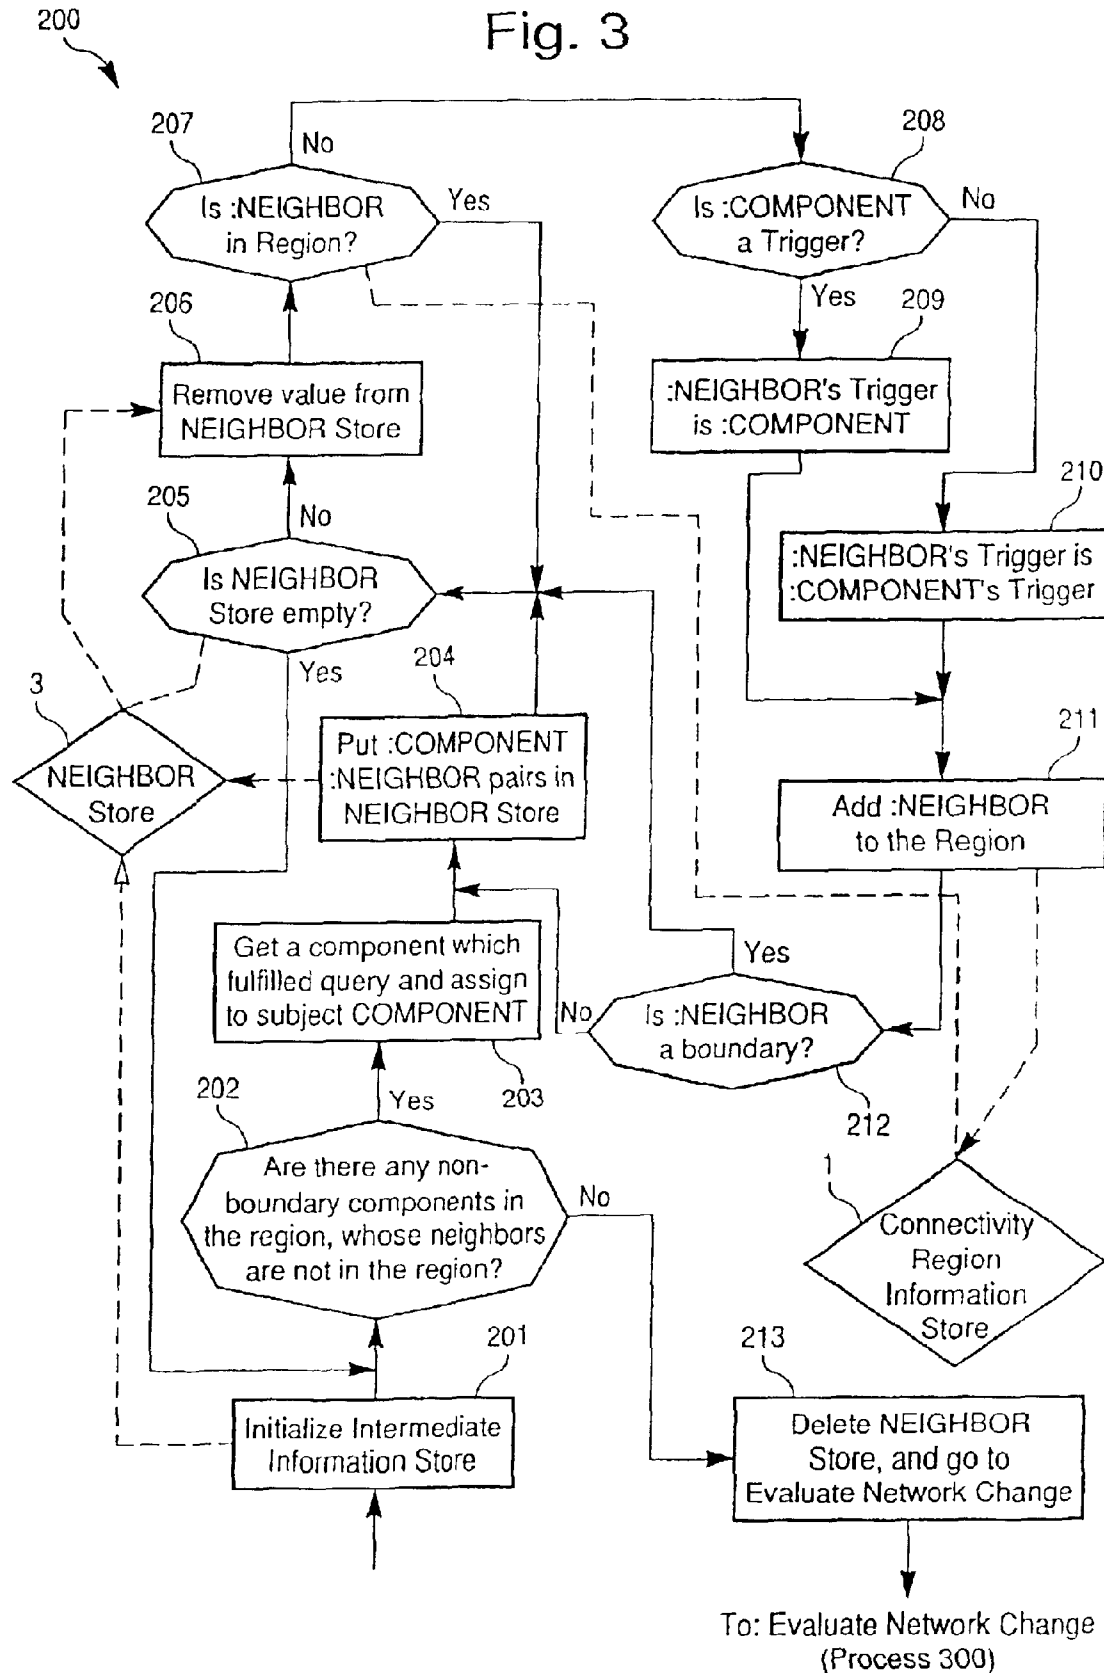 200
Fig. 3
207
No
208
Is :NEIGHBOR
in Region?
Yes
Is :COMPONENT
a Trigger?
No
206
Yes
209
Remove value from
NEIGHBOR Store
:NEIGHBOR's Trigger
is :COMPONENT
205
No
210
Is NEIGHBOR
Store empty?
:NEIGHBOR's Trigger is
:COMPONENT's Trigger
Yes
204
3
NEIGHBOR
Store
Put :COMPONENT
:NEIGHBOR pairs in
NEIGHBOR Store
211
Add :NEIGHBOR
to the Region
Get a component which
fulfilled query and assign
to subject COMPONENT
Yes
No
Is :NEIGHBOR
a boundary?
203
212
202
Yes
Are there any non-
boundary components in
the region, whose neighbors
are not in the region?
No
1
Connectivity
Region
Information
Store
201
213
Initialize Intermediate
Information Store
Delete NEIGHBOR
Store, and go to
Evaluate Network Change
To: Evaluate Network Change
(Process 300)